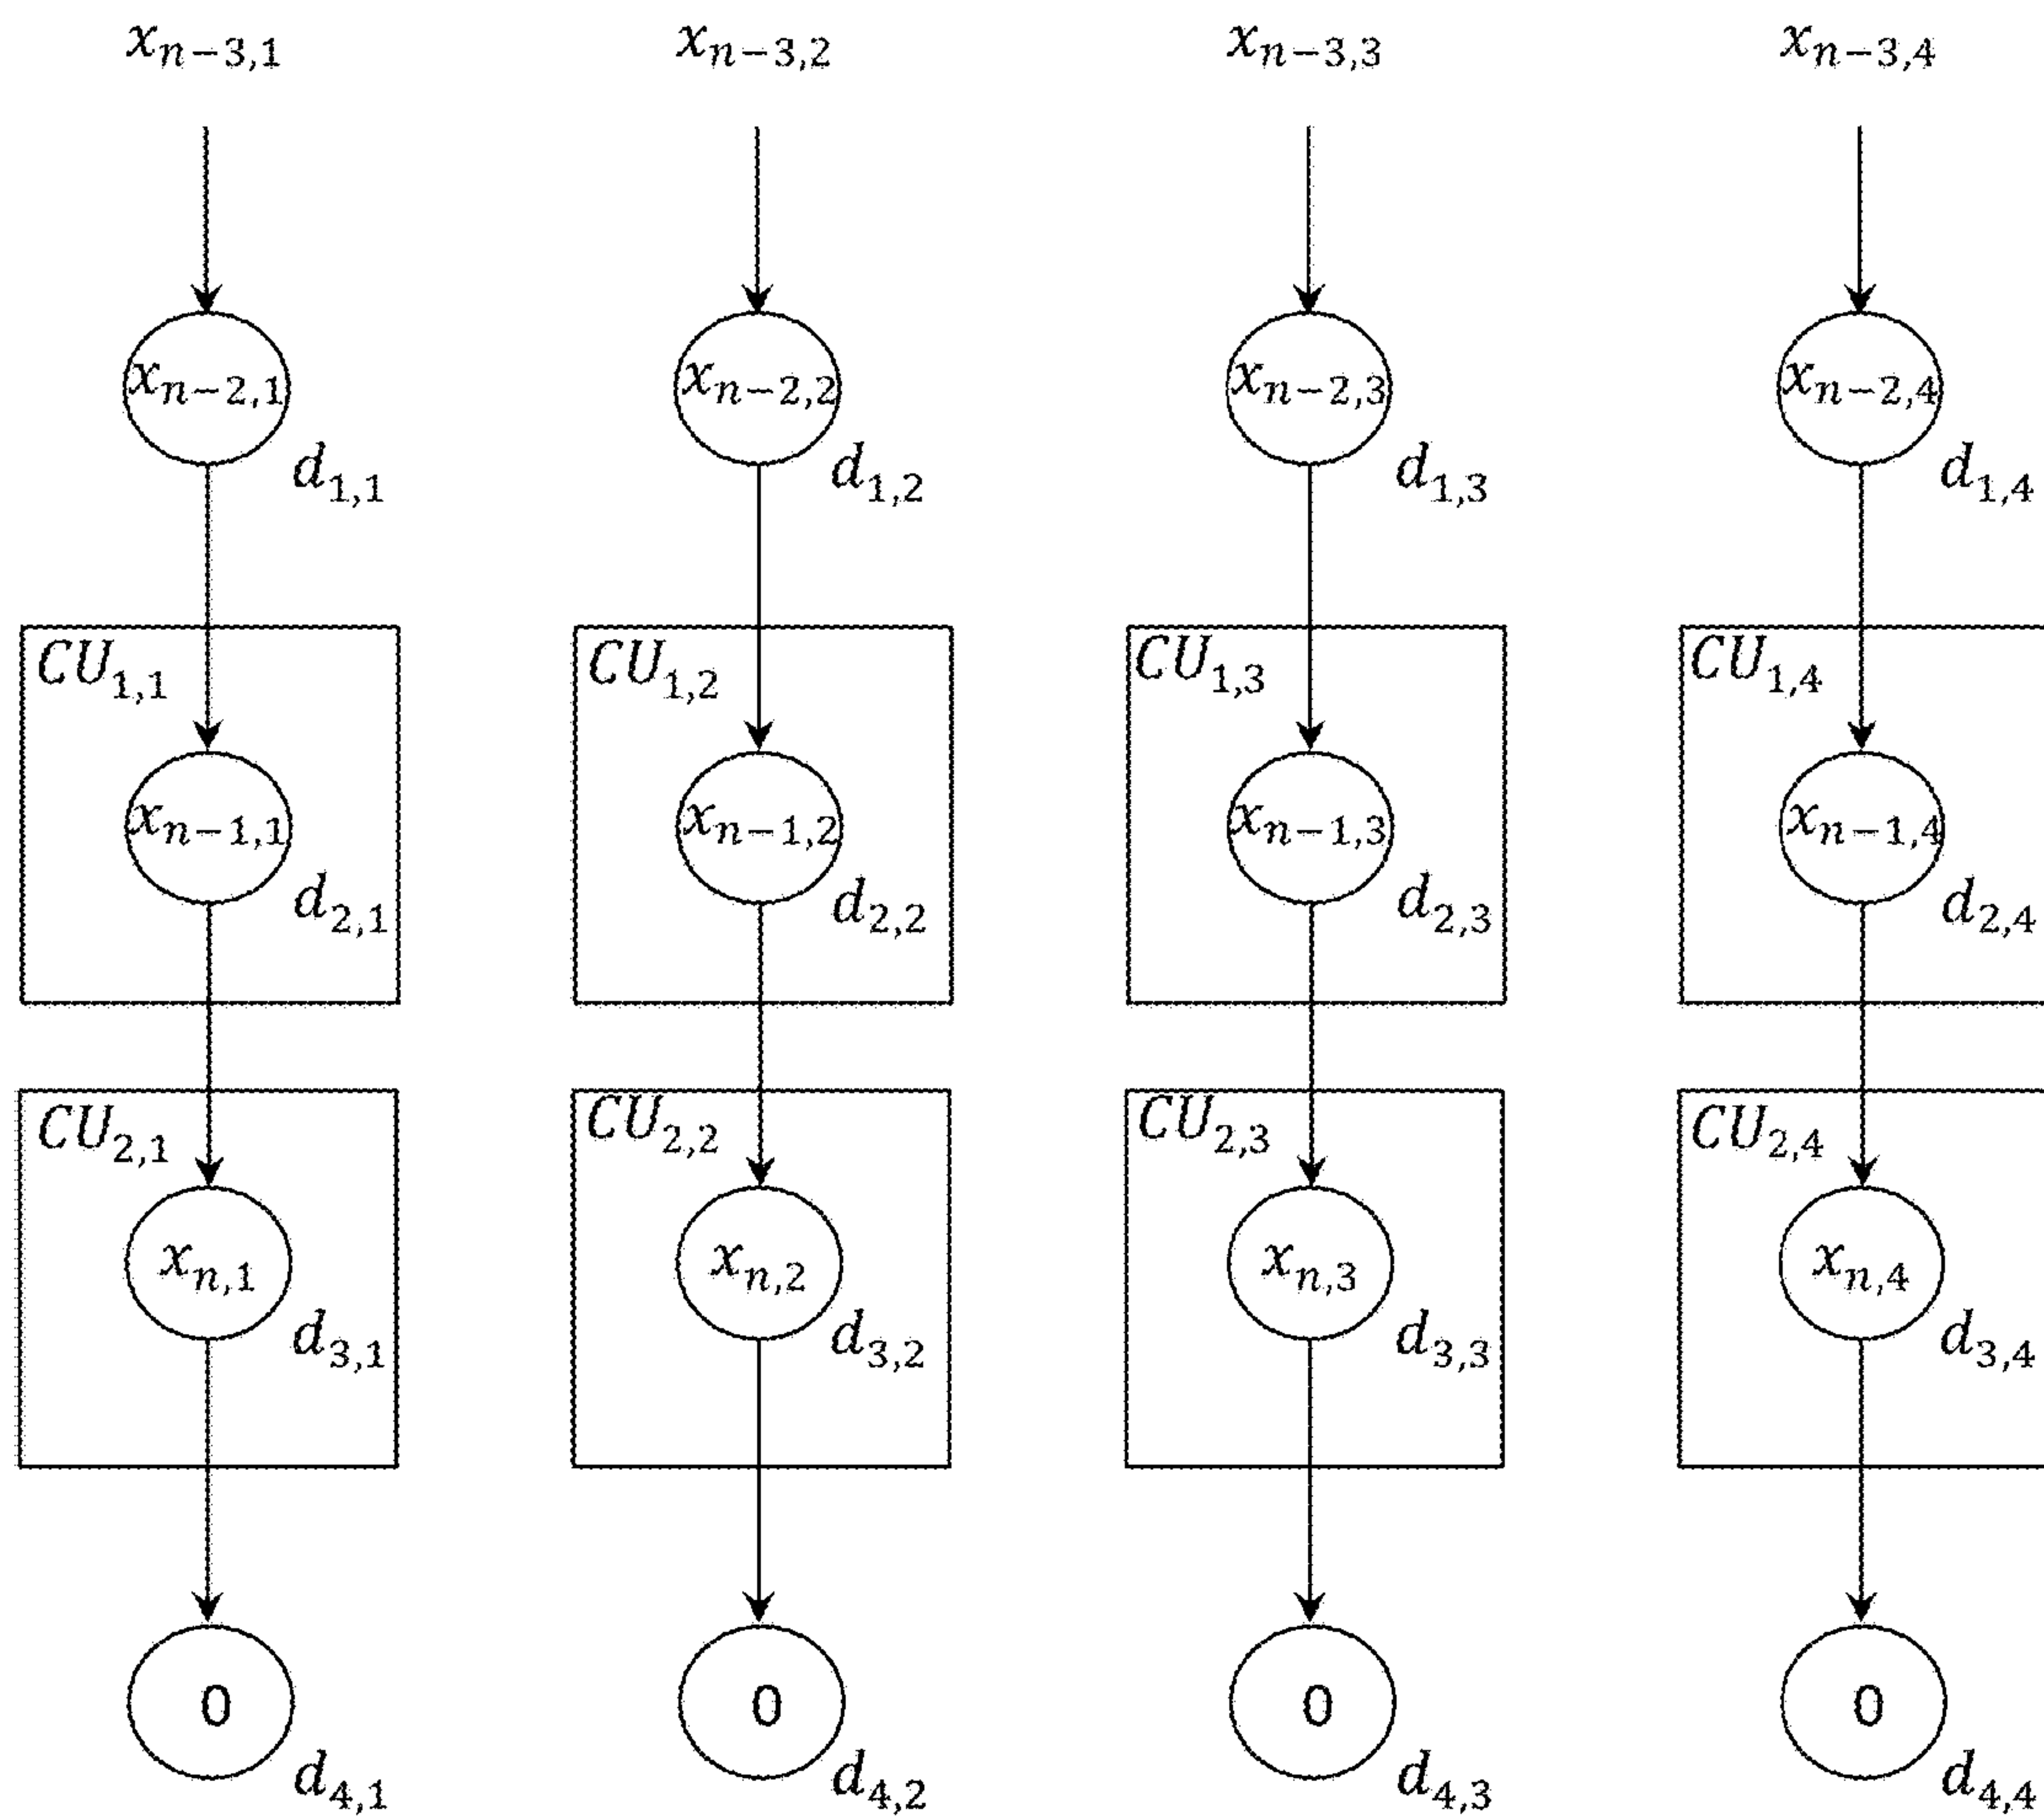 x_{n-3,1} x_{n-3,2} x_{n-3,3} x_{n-3,4}
x_{n-2,1} x_{n-2,2} x_{n-2,3} x_{n-2,4}
d_{1,1} d_{1,2} d_{1,3} d_{1,4}
CU_{1,1} CU_{1,2} CU_{1,3} CU_{1,4}
x_{n-1,1} x_{n-1,2} x_{n-1,3} x_{n-1,4}
d_{2,1} d_{2,2} d_{2,3} d_{2,4}
CU_{2,1} CU_{2,2} CU_{2,3} CU_{2,4}
x_{n,1} x_{n,2} x_{n,3} x_{n,4}
d_{3,1} d_{3,2} d_{3,3} d_{3,4}
0 0 0 0
d_{4,1} d_{4,2} d_{4,3} d_{4,4}